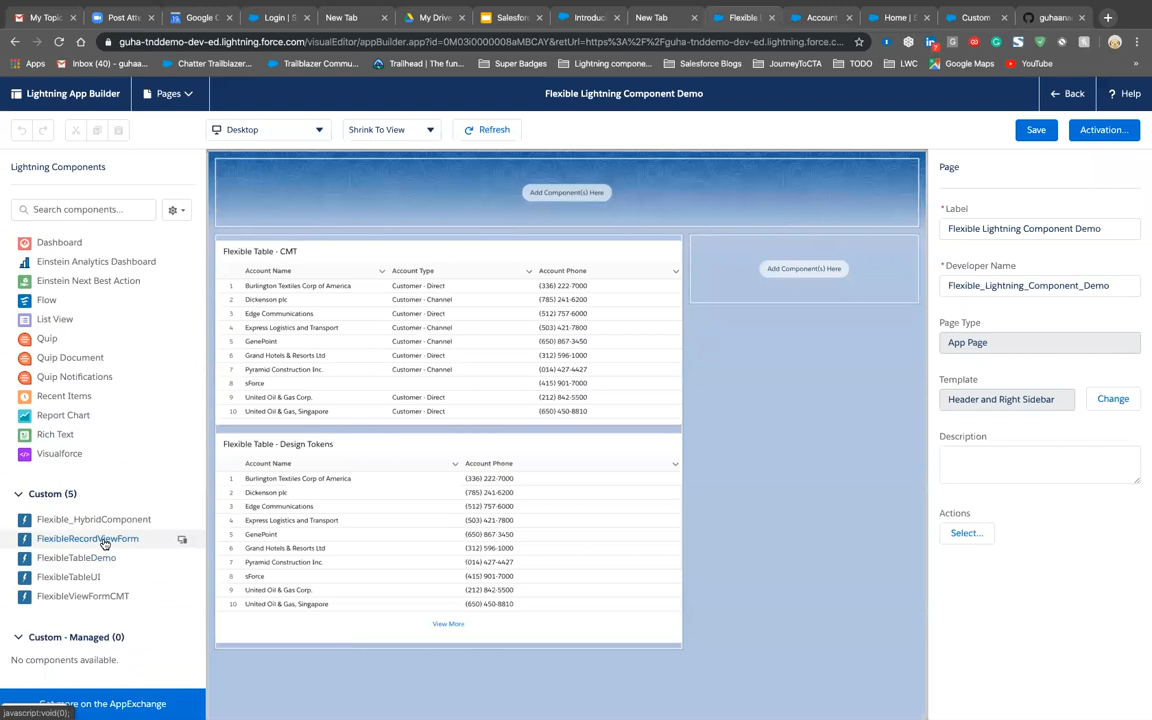 My Topic
Post Att
Google C
Login | S
New Tab
My Drive
Salesfor
Introduc
New Tab
Flexible
Account
Home | S
Custom
guhaana
guha-tnddemo-dev-ed.lightning.force.com/visualEditor/appBuilder.app?id=0M03i0000008aMBCAY&retUrl=https%3A%2F%2Fguha-tnddemo-dev-ed.lightning.force.c...
Apps
Inbox (40) - guhaa...
Chatter Trailblazer...
Trailblazer Commu...
Trailhead | The fun...
Super Badges
Lightning compone...
Salesforce Blogs
JourneyToCTA
TODO
LWC
Google Maps
YouTube
»
Lightning App Builder
Pages
Flexible Lightning Component Demo
Back
? Help
Desktop
Shrink To View
Refresh
Save
Activation...
Lightning Components
Search components...
Dashboard
Einstein Analytics Dashboard
Einstein Next Best Action
Flow
List View
Quip
Quip Document
Quip Notifications
Recent Items
Report Chart
Rich Text
Visualforce
Custom (5)
Flexible_HybridComponent
FlexibleRecordViewForm
FlexibleTableDemo
FlexibleTableUI
FlexibleViewFormCMT
Custom - Managed (0)
No components available.
Get more on the AppExchange
javascript:void(0);
Add Component(s) Here
Flexible Table - CMT
Account Name Account Type Account Phone
1 Burlington Textiles Corp of America Customer - Direct (336) 222-7000
2 Dickenson plc Customer - Channel (785) 241-6200
3 Edge Communications Customer - Direct (512) 757-6000
4 Express Logistics and Transport Customer - Channel (503) 421-7800
5 GenePoint Customer - Channel (650) 867-3450
6 Grand Hotels & Resorts Ltd Customer - Direct (312) 596-1000
7 Pyramid Construction Inc. Customer - Channel (014) 427-4427
8 sForce (415) 901-7000
9 United Oil & Gas Corp. Customer - Direct (212) 842-5500
10 United Oil & Gas, Singapore Customer - Direct (650) 450-8810
Flexible Table - Design Tokens
Account Name Account Phone
1 Burlington Textiles Corp of America (336) 222-7000
2 Dickenson plc (785) 241-6200
3 Edge Communications (512) 757-6000
4 Express Logistics and Transport (503) 421-7800
5 GenePoint (650) 867-3450
6 Grand Hotels & Resorts Ltd (312) 596-1000
7 Pyramid Construction Inc. (014) 427-4427
8 sForce (415) 901-7000
9 United Oil & Gas Corp. (212) 842-5500
10 United Oil & Gas, Singapore (650) 450-8810
View More
Add Component(s) Here
Page
*Label
Flexible Lightning Component Demo
*Developer Name
Flexible_Lightning_Component_Demo
Page Type
App Page
Template
Header and Right Sidebar
Change
Description
Actions
Select...